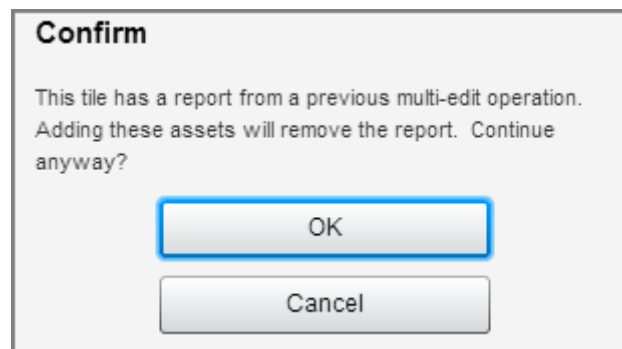 Confirm
This tile has a report from a previous multi-edit operation.
Adding these assets will remove the report.  Continue
anyway?
OK
Cancel